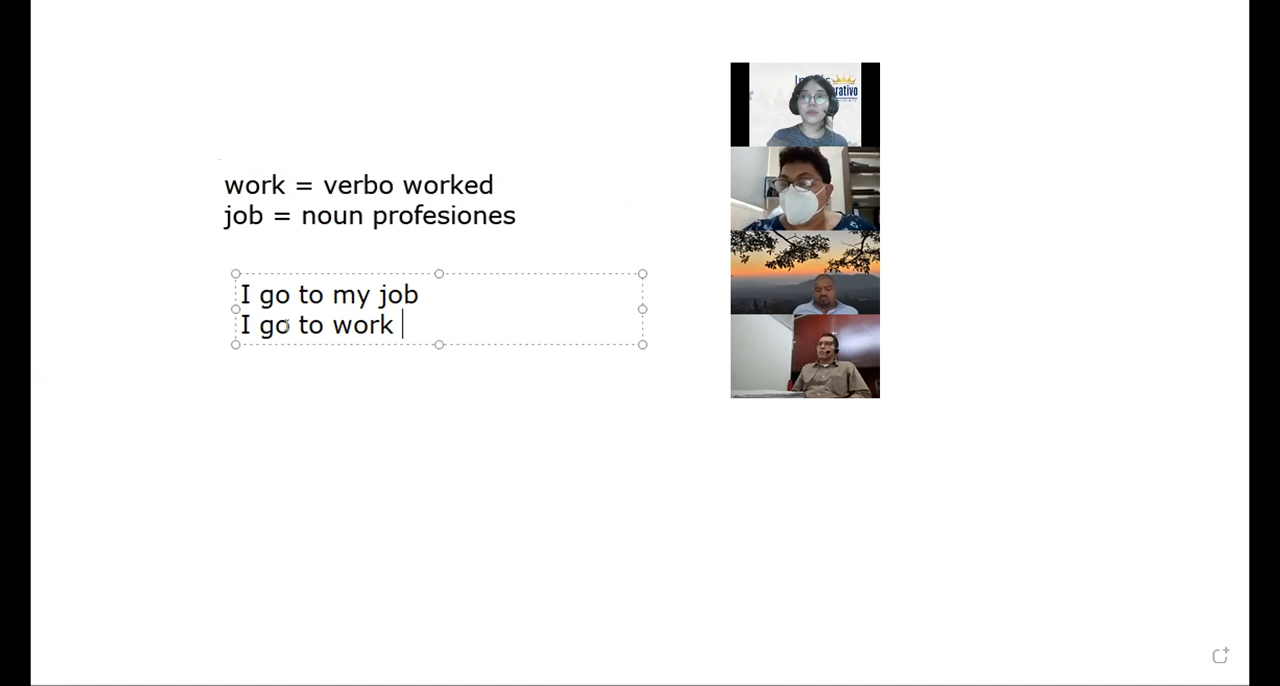 work = verbo worked
job = noun profesiones
I go to my job
I go to work